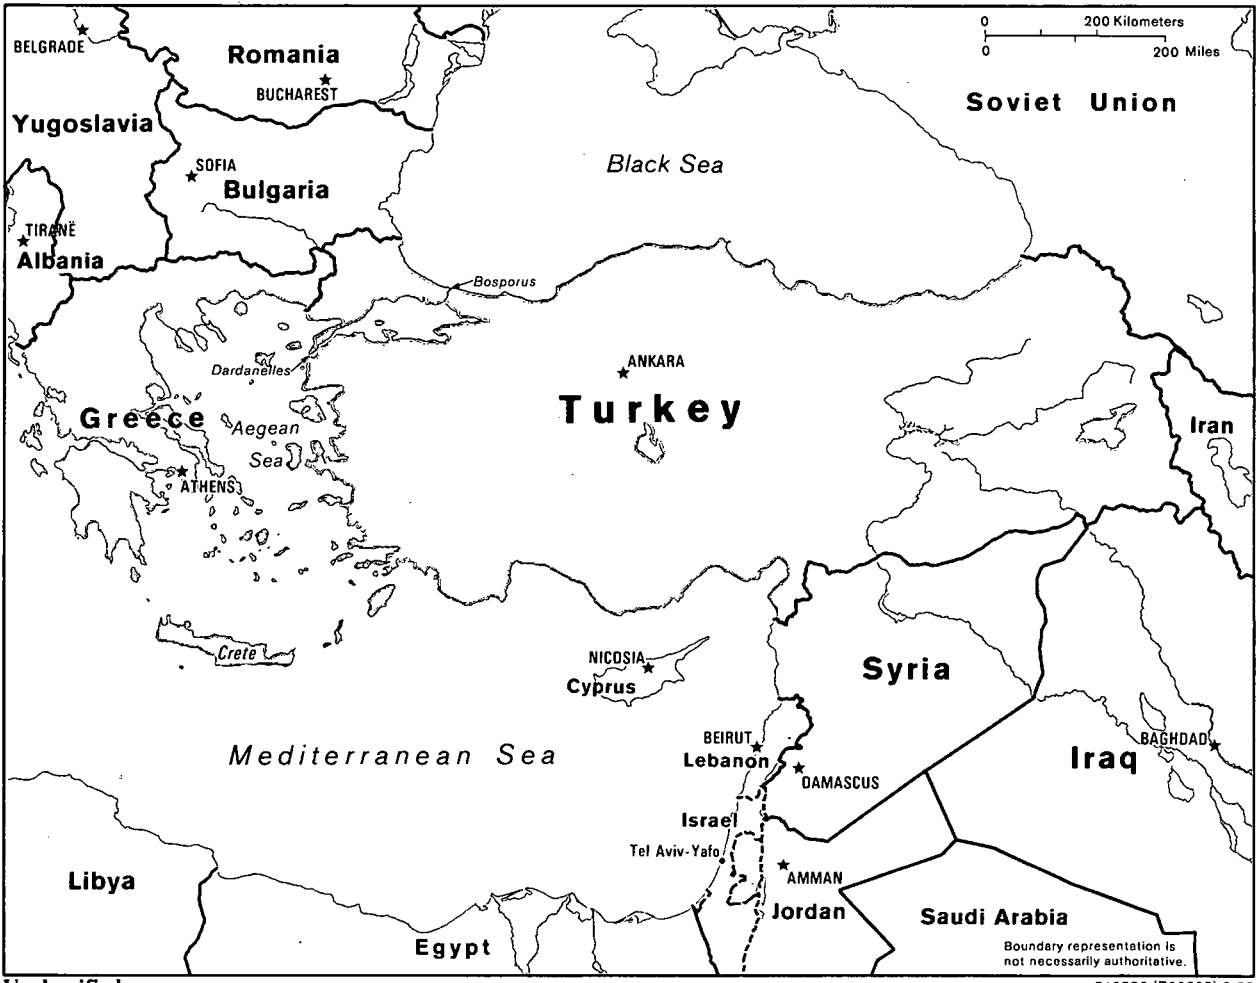 0 200 Kilometers
0 200 Miles
BELGRADE
Romania
BUCHAREST
Soviet Union
Yugoslavia
Black Sea
SOFIA
Bulgaria
TIRANË
Albania
Bosporus
ANKARA
Dardanelles
Turkey
Greece
Aegean
Sea
Iran
ATHENS
Crete
NICOSIA
Cyprus
Syria
Mediterranean Sea
BEIRUT
Lebanon
BAGHDAD
Iraq
DAMASCUS
Israel
Tel Aviv-Yafo
AMMAN
Libya
Jordan
Saudi Arabia
Egypt
Boundary representation is
not necessarily authoritative.